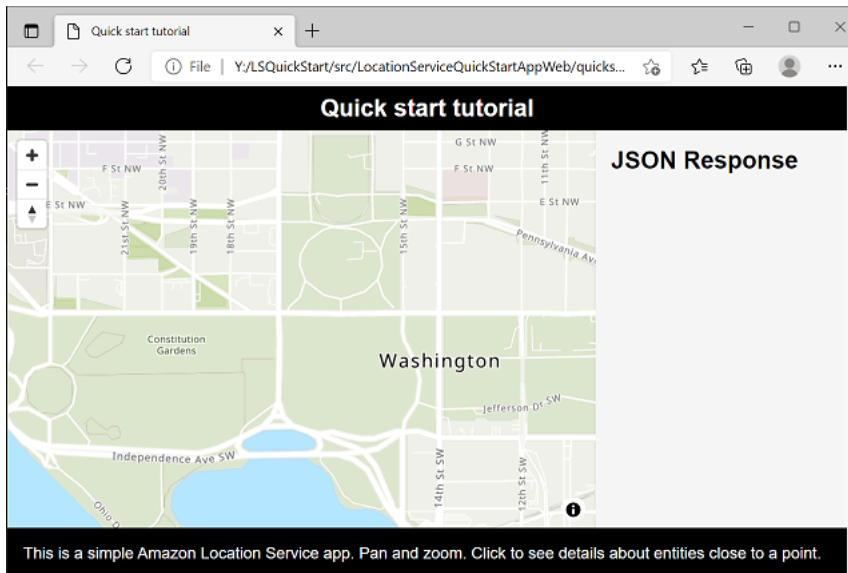 Quick start tutorial
File | Y:/LSQuickStart/src/LocationServiceQuickStartAppWeb/quicks...
Quick start tutorial
JSON Response
G St NW
F St NW
F St NW
20th St NW
11th St NW
E St NW
E St NW
21st St NW
19th St NW
18th St NW
15th St NW
Pennsylvania Av
Constitution
Gardens
Washington
Jefferson Dr SW
Independence Ave SW
14th St SW
12th St SW
Ohio D
This is a simple Amazon Location Service app. Pan and zoom. Click to see details about entities close to a point.